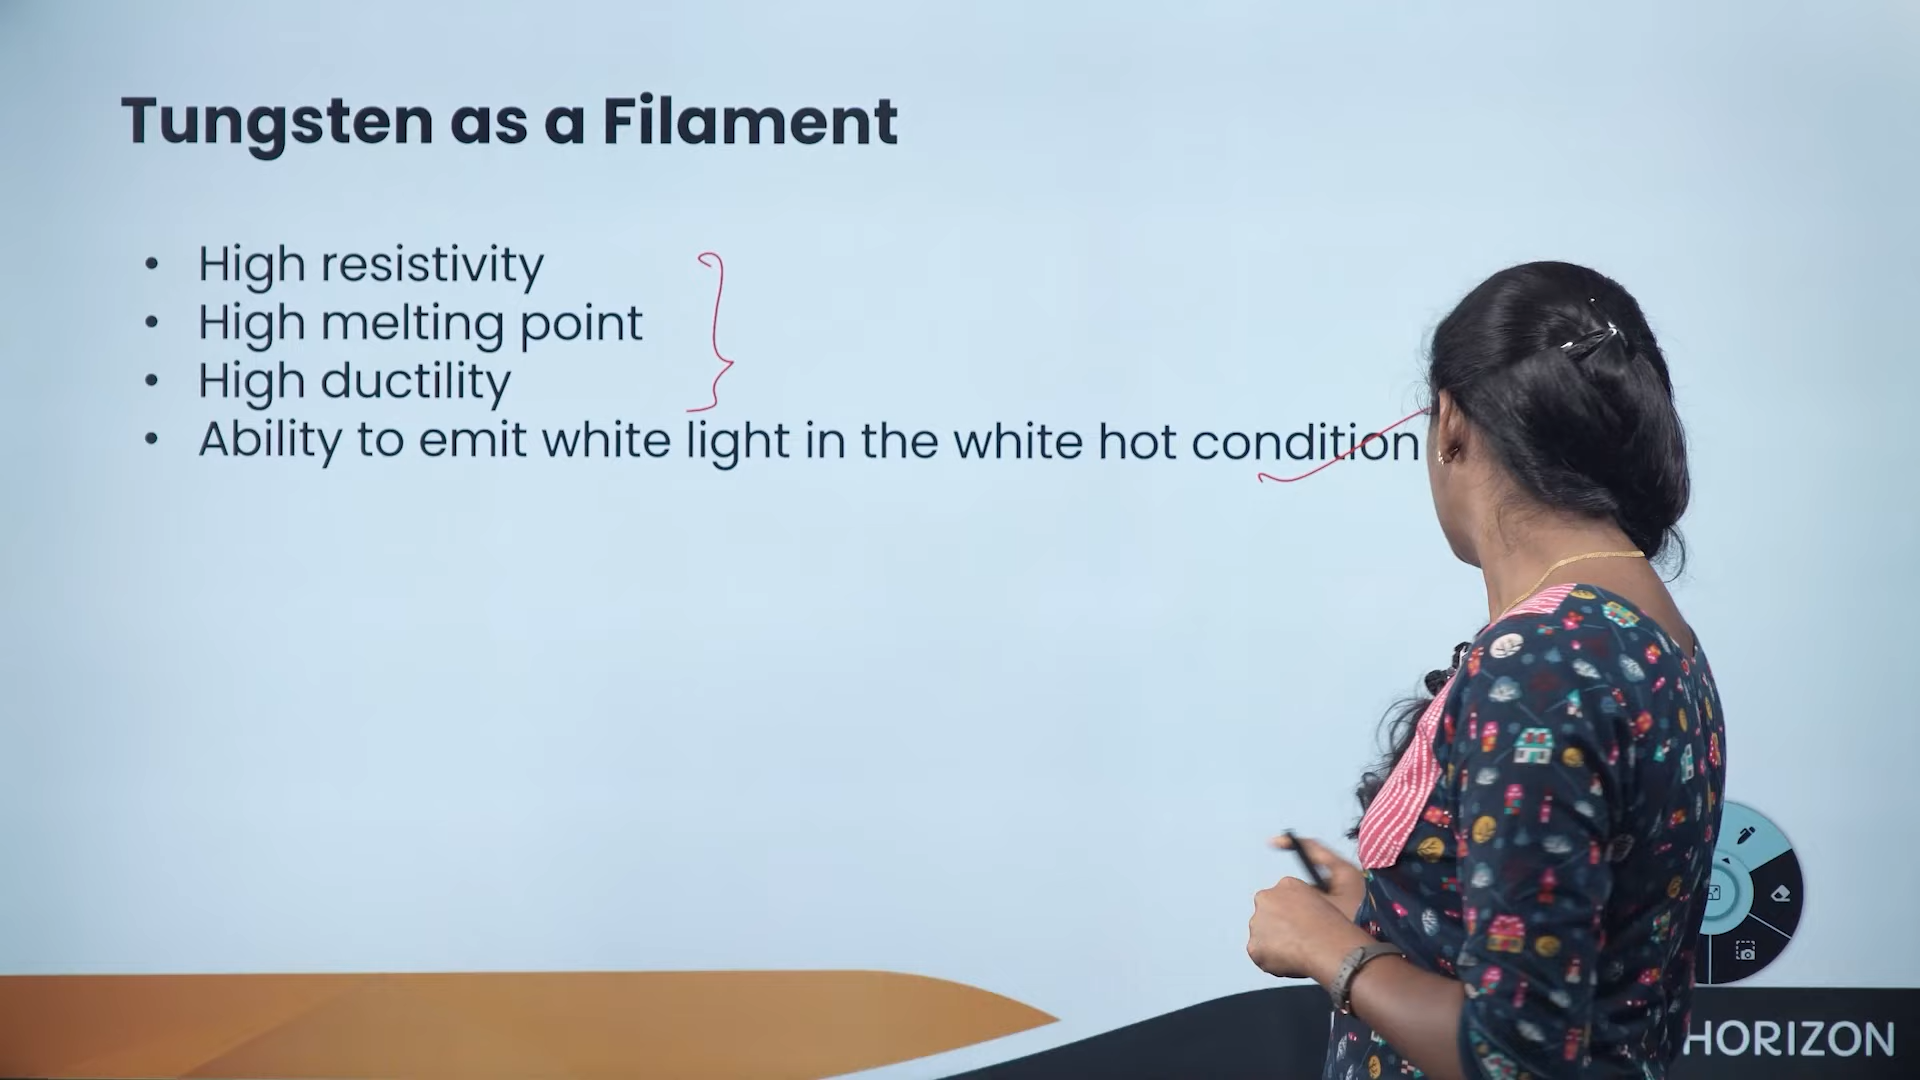 Tungsten as a Filament
• High resistivity
• High melting point
• High ductility
• Ability to emit white light in the white hot condition
HORIZON